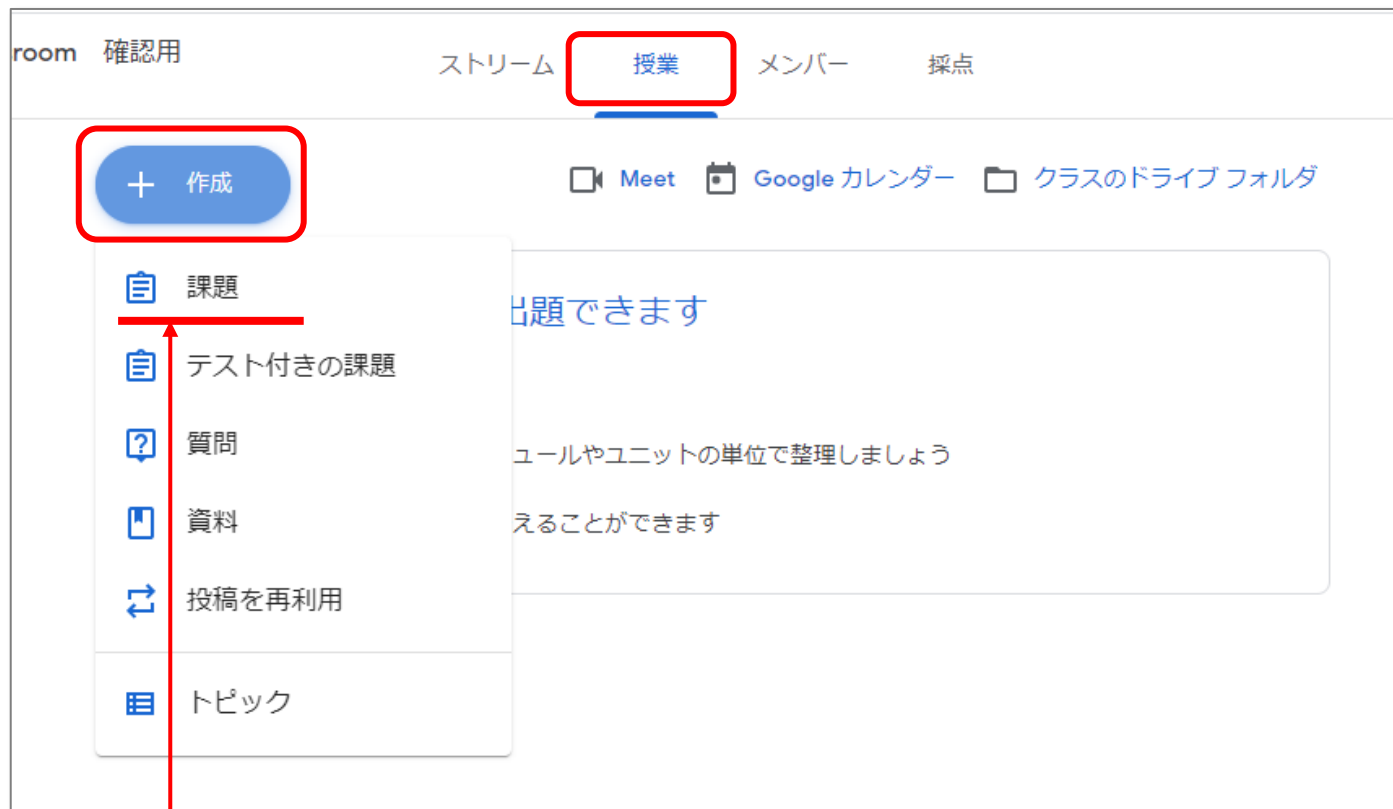 room 確認用
ストリーム 授業 メンバー 採点
作成
Meet Google カレンダー クラスのドライブ フォルダ
課題
出題できます
テスト付きの課題
質問
ュールやユニットの単位で整理しましょう
資料
えることができます
投稿を再利用
トピック